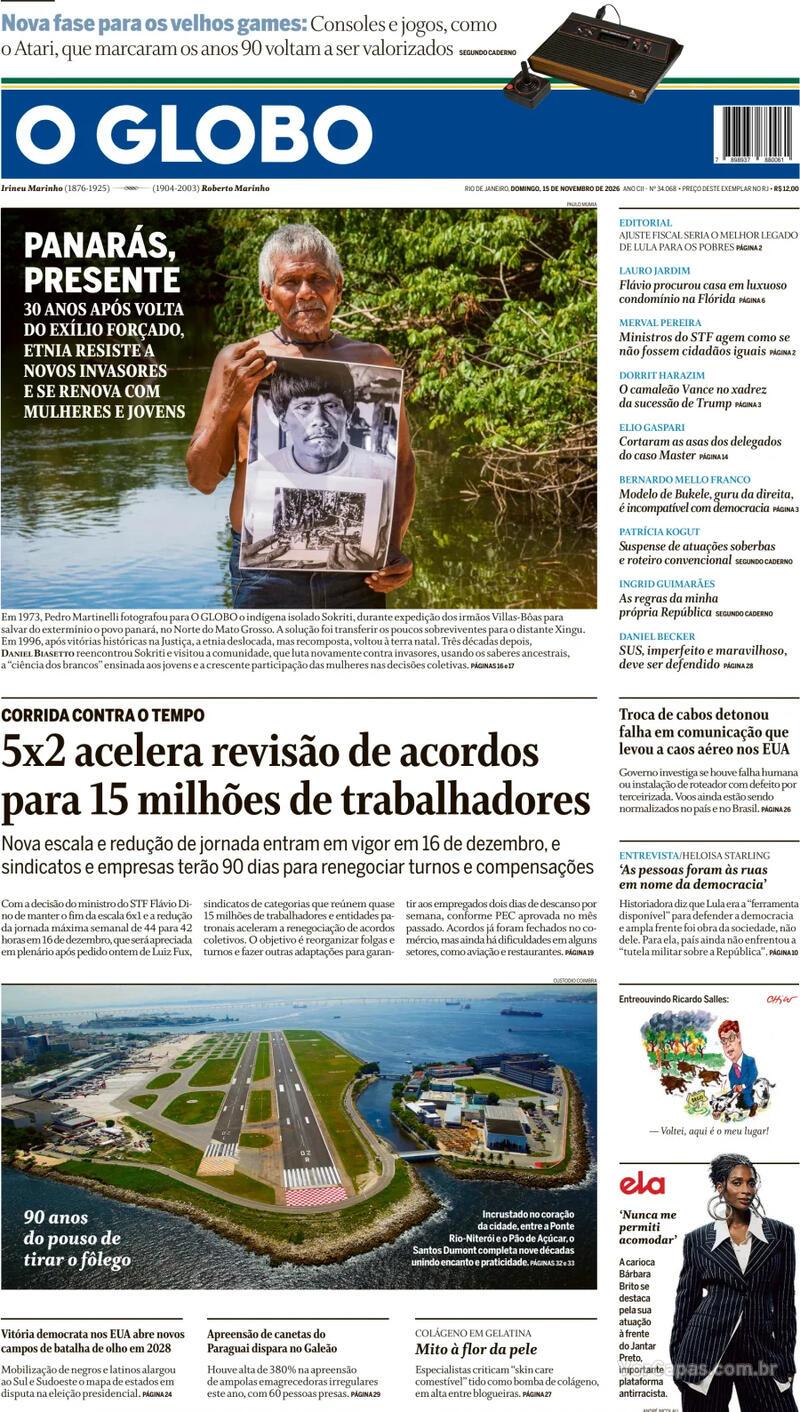 Nova fase para os velhos games: Consoles e jogos, como
o Atari, que marcaram os anos 90 voltam a ser valorizados SEGUNDO CADERNO
O GLOBO
7 898937 880061
Irineu Marinho (1876-1925) (1904-2003) Roberto Marinho
RIO DE JANEIRO, DOMINGO, 15 DE NOVEMBRO DE 2026 ANO CII - Nº 34.068 • PREÇO DESTE EXEMPLAR NO RJ • R$ 12,00
PAULO MUMIA
PANARÁS,
PRESENTE
30 ANOS APÓS VOLTA
DO EXÍLIO FORÇADO,
ETNIA RESISTE A
NOVOS INVASORES
E SE RENOVA COM
MULHERES E JOVENS
Em 1973, Pedro Martinelli fotografou para O GLOBO o indígena isolado Sokriti, durante expedição dos irmãos Villas-Bôas para
salvar do extermínio o povo panará, no Norte do Mato Grosso. A solução foi transferir os poucos sobreviventes para o distante Xingu.
Em 1996, após vitórias históricas na Justiça, a etnia deslocada, mas recomposta, voltou à terra natal. Três décadas depois,
DANIEL BIASETTO reencontrou Sokriti e visitou a comunidade, que luta novamente contra invasores, usando os saberes ancestrais,
a “ciência dos brancos” ensinada aos jovens e a crescente participação das mulheres nas decisões coletivas. PÁGINAS 16 e 17
EDITORIAL
AJUSTE FISCAL SERIA O MELHOR LEGADO
DE LULA PARA OS POBRES PÁGINA 2
LAURO JARDIM
Flávio procurou casa em luxuoso
condomínio na Flórida PÁGINA 6
MERVAL PEREIRA
Ministros do STF agem como se
não fossem cidadãos iguais PÁGINA 2
DORRIT HARAZIM
O camaleão Vance no xadrez
da sucessão de Trump PÁGINA 3
ELIO GASPARI
Cortaram as asas dos delegados
do caso Master PÁGINA 14
BERNARDO MELLO FRANCO
Modelo de Bukele, guru da direita,
é incompatível com democracia PÁGINA 3
PATRÍCIA KOGUT
Suspense de atuações soberbas
e roteiro convencional SEGUNDO CADERNO
INGRID GUIMARÃES
As regras da minha
própria República SEGUNDO CADERNO
DANIEL BECKER
SUS, imperfeito e maravilhoso,
deve ser defendido PÁGINA 28
CORRIDA CONTRA O TEMPO
5x2 acelera revisão de acordos
para 15 milhões de trabalhadores
Nova escala e redução de jornada entram em vigor em 16 de dezembro, e
sindicatos e empresas terão 90 dias para renegociar turnos e compensações
Com a decisão do ministro do STF Flávio Di-
no de manter o fim da escala 6x1 e a redução
da jornada máxima semanal de 44 para 42
horas em 16 de dezembro, que será apreciada
em plenário após pedido ontem de Luiz Fux,
sindicatos de categorias que reúnem quase
15 milhões de trabalhadores e entidades pa-
tronais aceleram a renegociação de acordos
coletivos. O objetivo é reorganizar folgas e
turnos e fazer outras adaptações para garan-
tir aos empregados dois dias de descanso por
semana, conforme PEC aprovada no mês
passado. Acordos já foram fechados no co-
mércio, mas ainda há dificuldades em alguns
setores, como aviação e restaurantes. PÁGINA 19
Troca de cabos detonou
falha em comunicação que
levou a caos aéreo nos EUA
Governo investiga se houve falha humana
ou instalação de roteador com defeito por
terceirizada. Voos ainda estão sendo
normalizados no país e no Brasil. PÁGINA 26
ENTREVISTA/HELOISA STARLING
‘As pessoas foram às ruas
em nome da democracia’
Historiadora diz que Lula era a “ferramenta
disponível” para defender a democracia
e ampla frente foi obra da sociedade, não
dele. Para ela, país ainda não enfrentou a
“tutela militar sobre a República”. PÁGINA 10
CUSTODIO COIMBRA
90 anos
do pouso de
tirar o fôlego
Incrustado no coração
da cidade, entre a Ponte
Rio-Niterói e o Pão de Açúcar, o
Santos Dumont completa nove décadas
unindo encanto e praticidade. PÁGINAS 32 e 33
Entreouvindo Ricardo Salles:
— Voltei, aqui é o meu lugar!
ela
‘Nunca me
permiti
acomodar’
A carioca
Bárbara
Brito se
destaca
pela sua
atuação
à frente
do Jantar
Preto,
importante
plataforma
antirracista.
ANDRÉ NICOLAU
Vitória democrata nos EUA abre novos
campos de batalha de olho em 2028
Mobilização de negros e latinos alargou
ao Sul e Sudoeste o mapa de estados em
disputa na eleição presidencial. PÁGINA 24
Apreensão de canetas do
Paraguai dispara no Galeão
Houve alta de 380% na apreensão
de ampolas emagrecedoras irregulares
este ano, com 60 pessoas presas. PÁGINA 29
COLÁGENO EM GELATINA
Mito à flor da pele
Especialistas criticam “skin care
comestível” tido como bomba de colágeno,
em alta entre blogueiras. PÁGINA 27